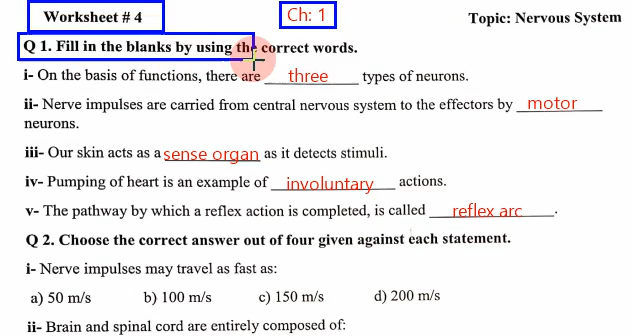 Worksheet # 4 Ch: 1 Topic: Nervous System
Q 1. Fill in the blanks by using the correct words.
i- On the basis of functions, there are three types of neurons.
ii- Nerve impulses are carried from central nervous system to the effectors by motor
neurons.
iii- Our skin acts as a sense organ as it detects stimuli.
iv- Pumping of heart is an example of involuntary actions.
v- The pathway by which a reflex action is completed, is called reflex arc.
Q 2. Choose the correct answer out of four given against each statement.
i- Nerve impulses may travel as fast as:
a) 50 m/s b) 100 m/s c) 150 m/s d) 200 m/s
ii- Brain and spinal cord are entirely composed of: